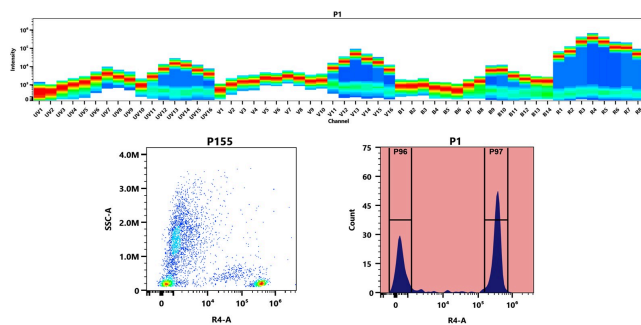 P1
Intensity
10⁶
10⁵
10⁴
10³
0
UV1 UV2 UV3 UV4 UV5 UV6 UV7 UV8 UV9 UV10 UV11 UV12 UV13 UV14 UV15 UV16 V1 V2 V3 V4 V5 V6 V7 V8 V9 V10 V11 V12 V13 V14 V15 V16 B1 B2 B3 B4 B5 B6 B7 B8 B9 B10 B11 B12 B13 B14 R1 R2 R3 R4 R5 R6 R7 R8
Channel
P155
SSC-A
4.0M
3.0M
2.0M
1.0M
0
0 10⁴ 10⁵ 10⁶
R4-A
P1
P96 P97
Count
75
60
45
30
15
0
0 10⁴ 10⁵ 10⁶
R4-A